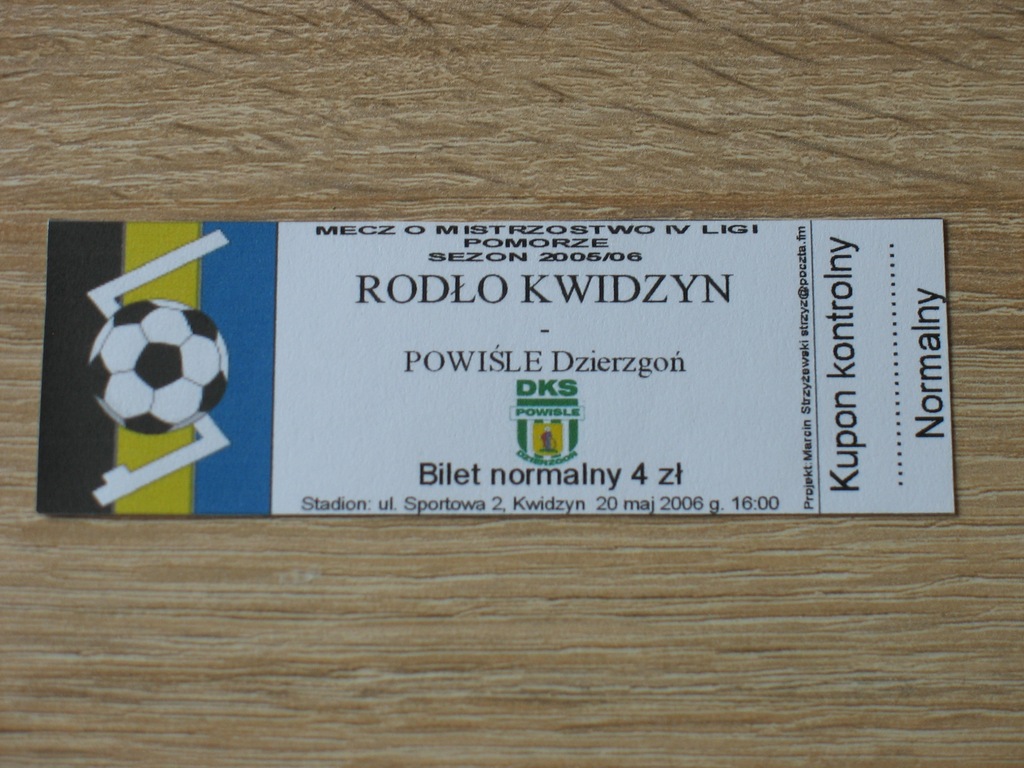 MECZ O MISTRZOSTWO IV LIGI
POMORZE
SEZON 2005/06
RODŁO KWIDZYN
-
POWIŚLE Dzierzgoń
DKS
POWIŚLE
DZIERZGOŃ
Bilet normalny 4 zł
Stadion: ul. Sportowa 2, Kwidzyn 20 maj 2006 g. 16:00
Projekt: Marcin Strzyżewski strzyz@poczta.fm
Kupon kontrolny
....................
Normalny